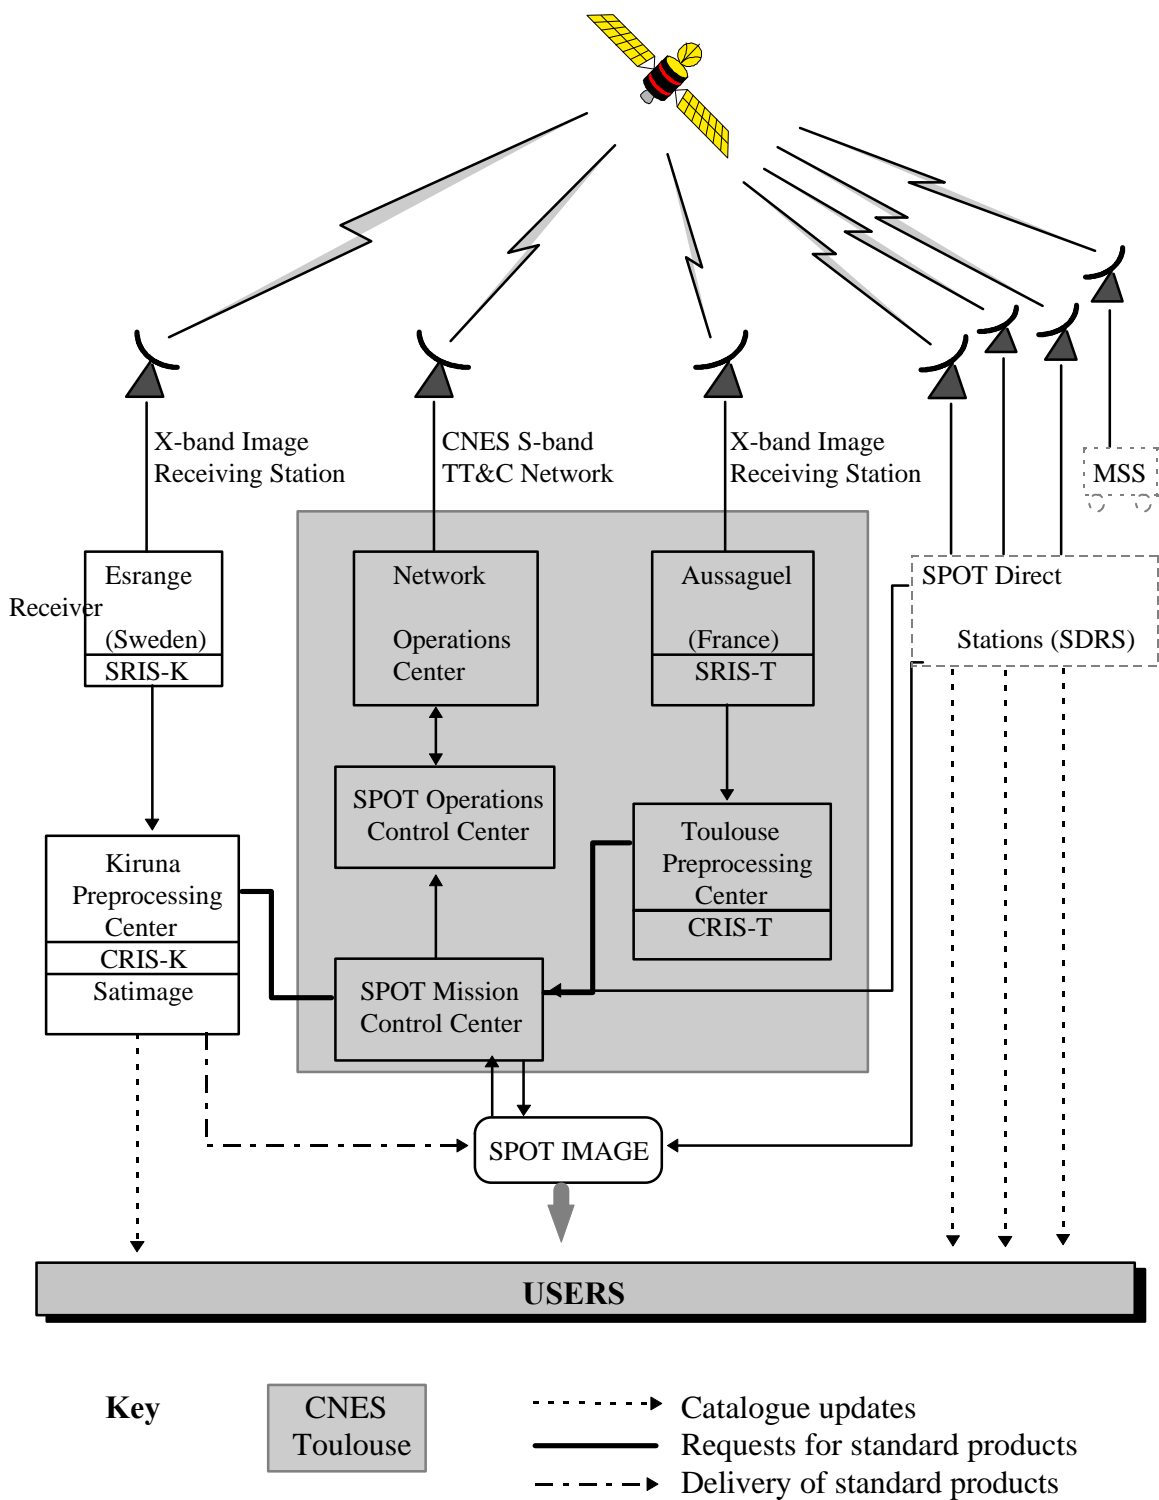 X-band Image
Receiving Station
CNES S-band
TT&C Network
X-band Image
Receiving Station
MSS
Esrange
Receiver
(Sweden)
SRIS-K
Network
Operations
Center
Aussaguel
(France)
SRIS-T
SPOT Direct
Stations (SDRS)
SPOT Operations
Control Center
Toulouse
Preprocessing
Center
CRIS-T
Kiruna
Preprocessing
Center
CRIS-K
Satimage
SPOT Mission
Control Center
SPOT IMAGE
USERS
Key
CNES
Toulouse
Catalogue updates
Requests for standard products
Delivery of standard products